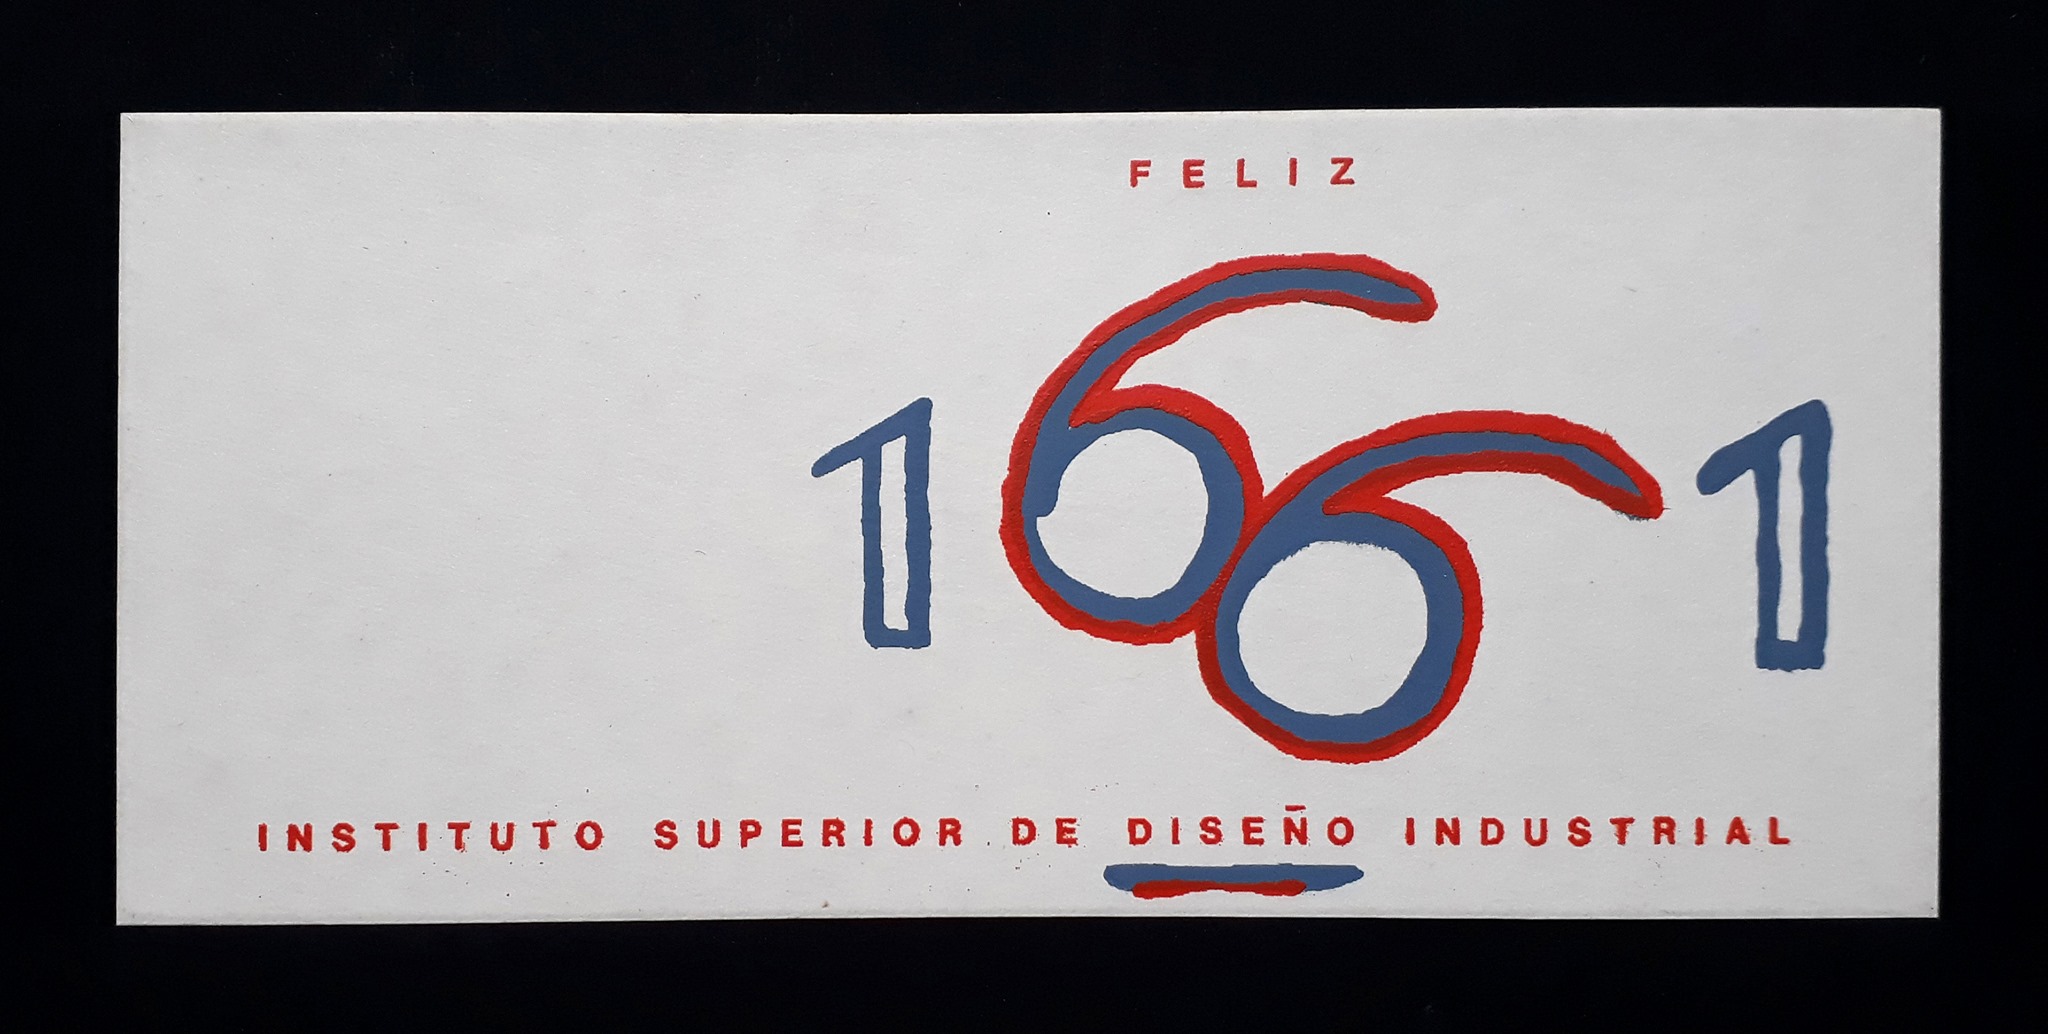 FELIZ
1661
INSTITUTO SUPERIOR DE DISEÑO INDUSTRIAL